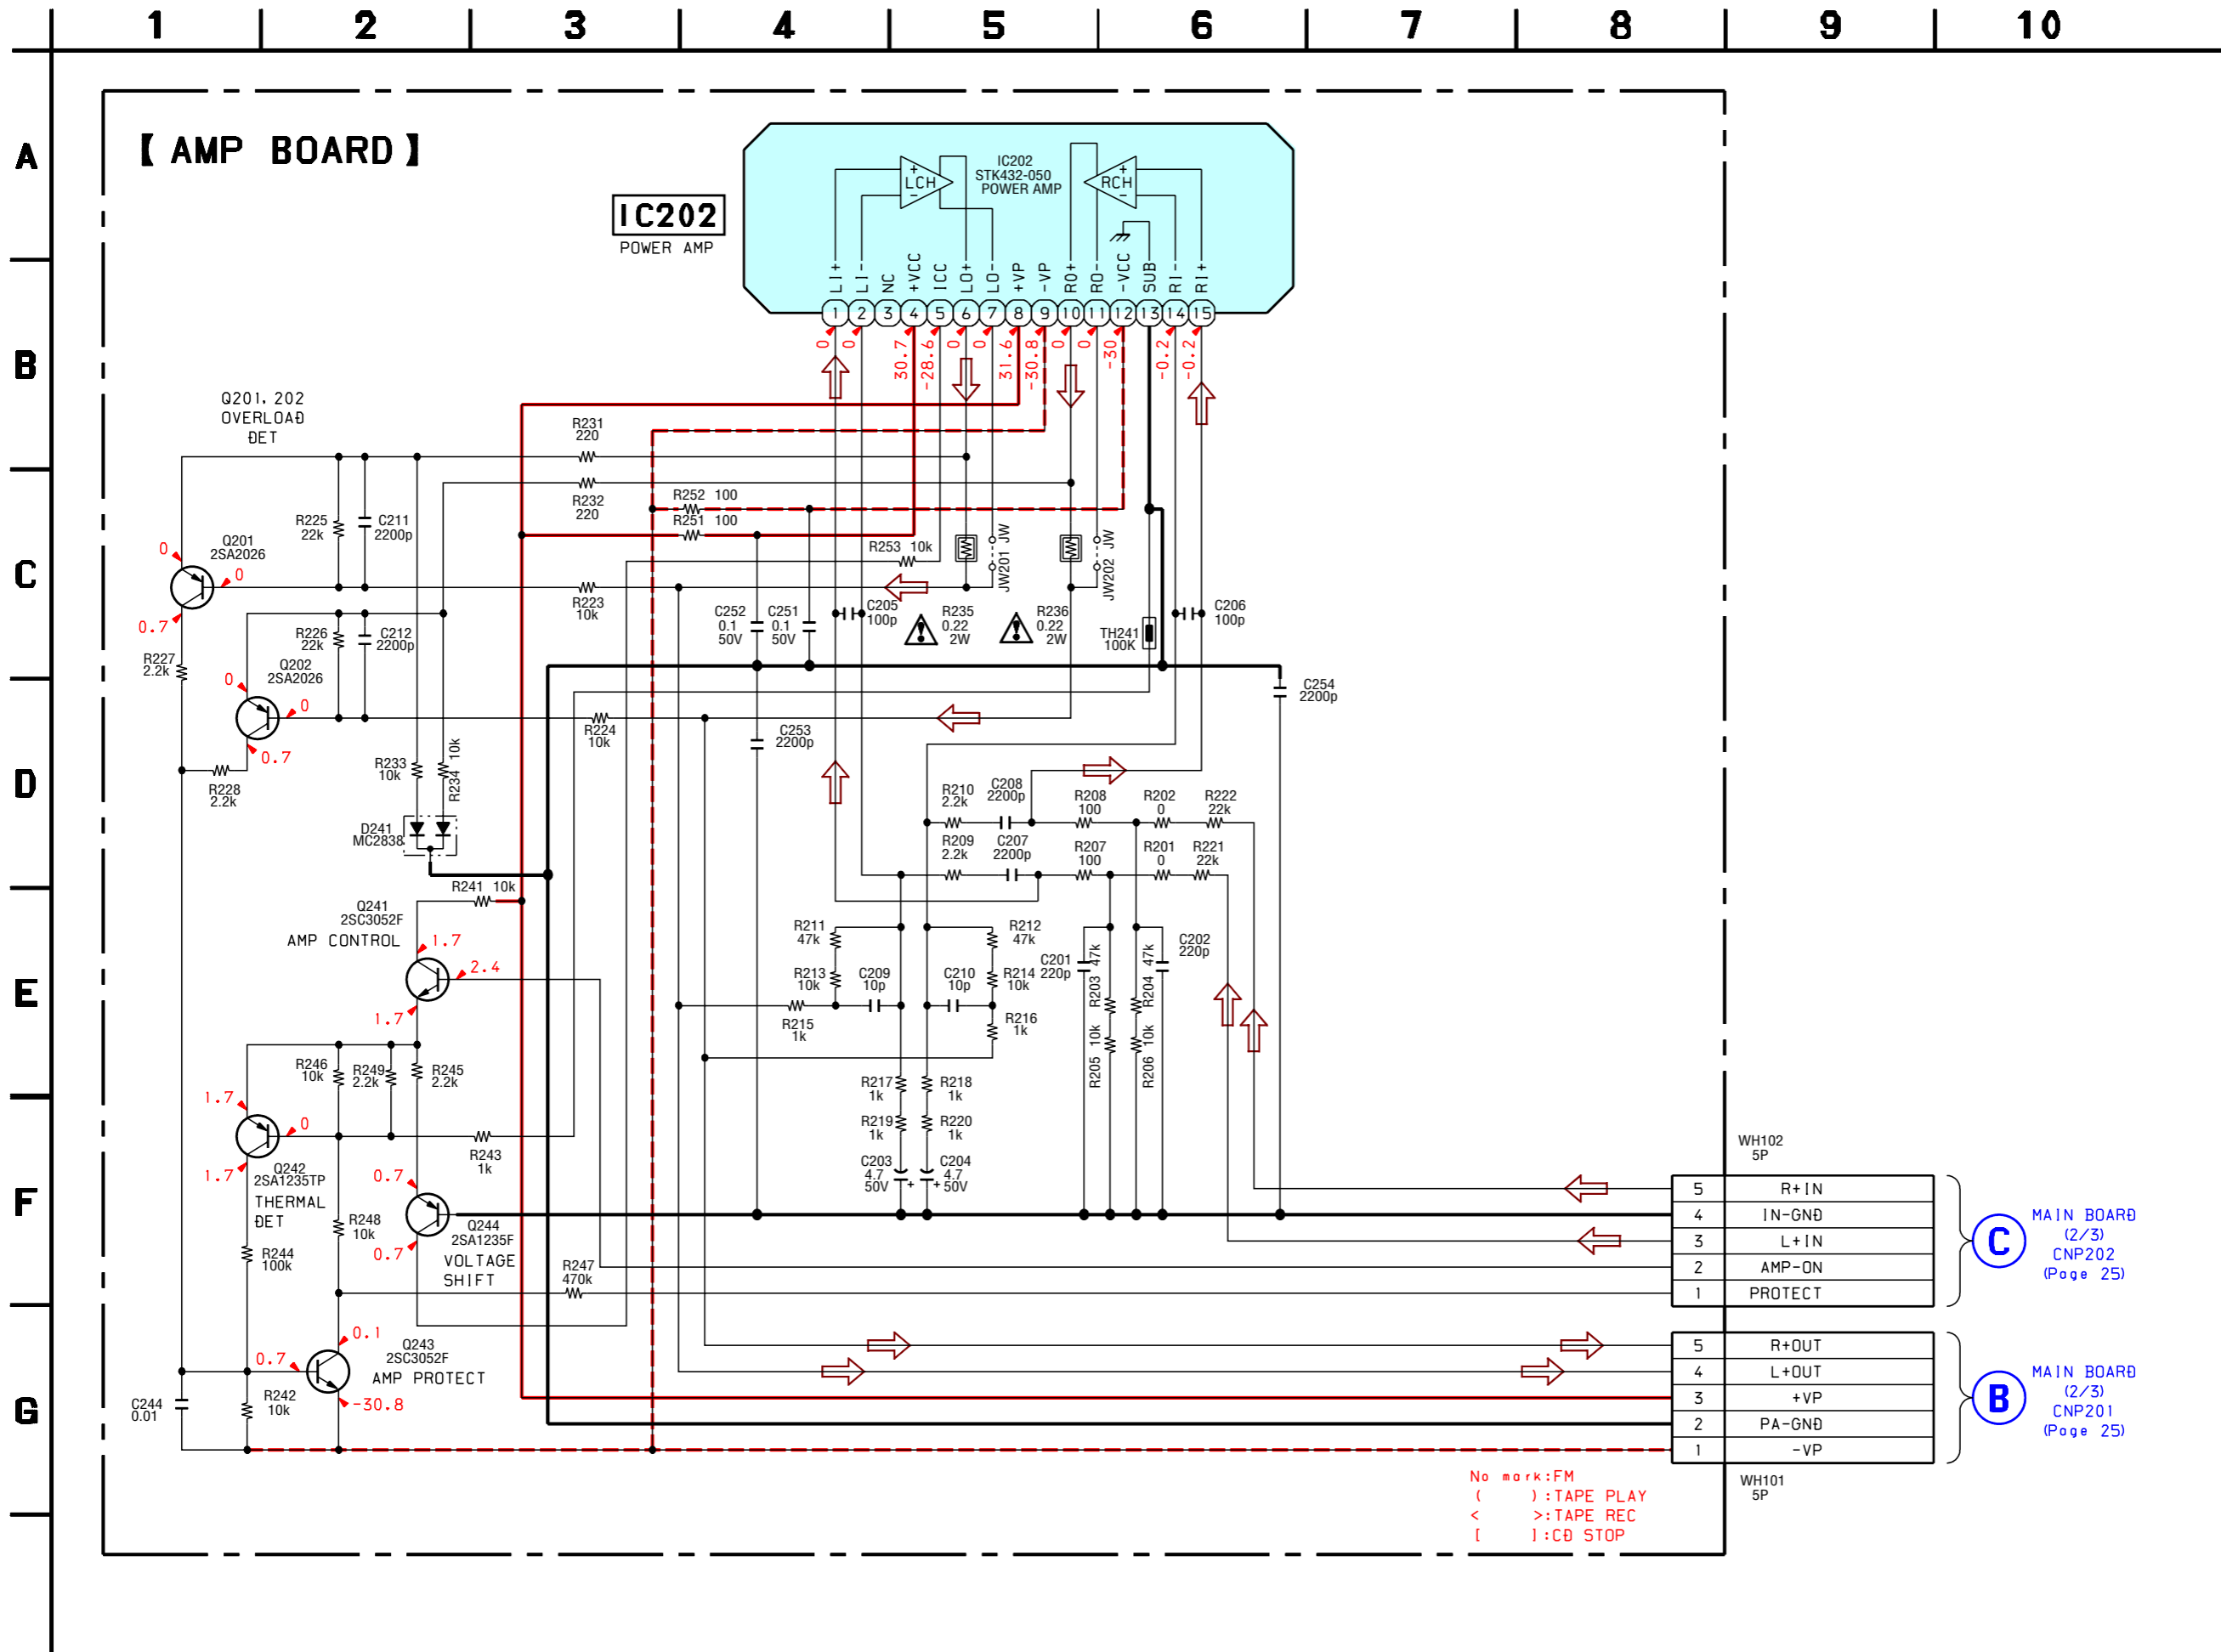 1 2 3 4 5 6 7 8 9 10
A
B
C
D
E
F
G
【 AMP BOARD 】
IC202
POWER AMP
IC202
STK432-050
POWER AMP
LCH
+
-
RCH
+
-
LI+ LI- NC +VCC ICC LO+ LO- +VP -VP RO+ RO- -VCC SUB RI- RI+
1 2 3 4 5 6 7 8 9 10 11 12 13 14 15
0 0 30.7 -28.6 0 0 31.6 -30.8 0 0 -30 -0.2 -0.2
Q201, 202
OVERLOAD
DET
R231
220
R232
220
R252 100
R251 100
R253 10k
R225
22k
C211
2200p
Q201
2SA2026
0
0
0.7
R223
10k
R226
22k
C212
2200p
R227
2.2k
Q202
2SA2026
0
0
0.7
R228
2.2k
R224
10k
R233
10k
R234 10k
D241
MC2838
C252
0.1
50V
C251
0.1
50V
C205
100p
R235
0.22
2W
R236
0.22
2W
JW201 JW
JW202 JW
TH241
100K
C206
100p
C254
2200p
C253
2200p
R210
2.2k
C208
2200p
R208
100
R202
0
R222
22k
R209
2.2k
C207
2200p
R207
100
R201
0
R221
22k
R241 10k
Q241
2SC3052F
AMP CONTROL
1.7
2.4
1.7
R211
47k
R212
47k
R213
10k
C209
10p
C210
10p
R214
10k
C201
220p
R203 47k
R204 47k
C202
220p
R215
1k
R216
1k
R205 10k
R206 10k
R246
10k
R249
2.2k
R245
2.2k
R217
1k
R218
1k
R219
1k
R220
1k
C203
4.7
50V
+
C204
4.7
50V
+
1.7
0
1.7
Q242
2SA1235TP
THERMAL
DET
R243
1k
0.7
0.7
Q244
2SA1235F
VOLTAGE
SHIFT
R248
10k
R244
100k
R247
470k
0.1
0.7
-30.8
Q243
2SC3052F
AMP PROTECT
C244
0.01
R242
10k
WH102
5P
5 R+IN
4 IN-GND
3 L+IN
2 AMP-ON
1 PROTECT
C
MAIN BOARD
(2/3)
CNP202
(Page 25)
5 R+OUT
4 L+OUT
3 +VP
2 PA-GND
1 -VP
B
MAIN BOARD
(2/3)
CNP201
(Page 25)
WH101
5P
No mark:FM
( ):TAPE PLAY
< >:TAPE REC
[ ]:CD STOP